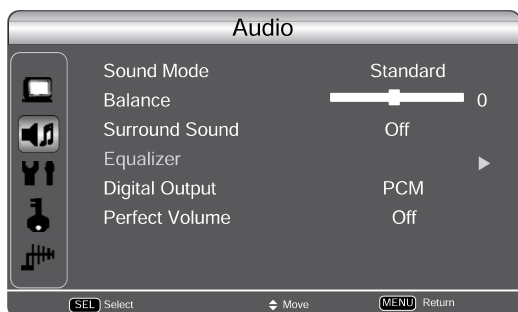 Audio
Sound Mode Standard
Balance 0
Surround Sound Off
Equalizer
Digital Output PCM
Perfect Volume Off
SEL Select Move MENU Return